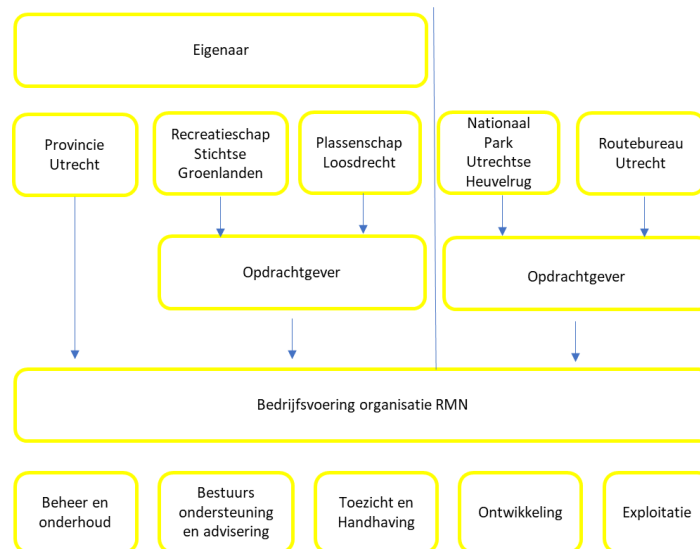 Eigenaar
Provincie
Utrecht
Recreatieschap
Stichtse
Groenlanden
Plassenschap
Loosdrecht
Nationaal
Park
Utrechtse
Heuvelrug
Routebureau
Utrecht
Opdrachtgever
Opdrachtgever
Bedrijfsvoering organisatie RMN
Beheer en
onderhoud
Bestuurs
ondersteuning
en advisering
Toezicht en
Handhaving
Ontwikkeling
Exploitatie